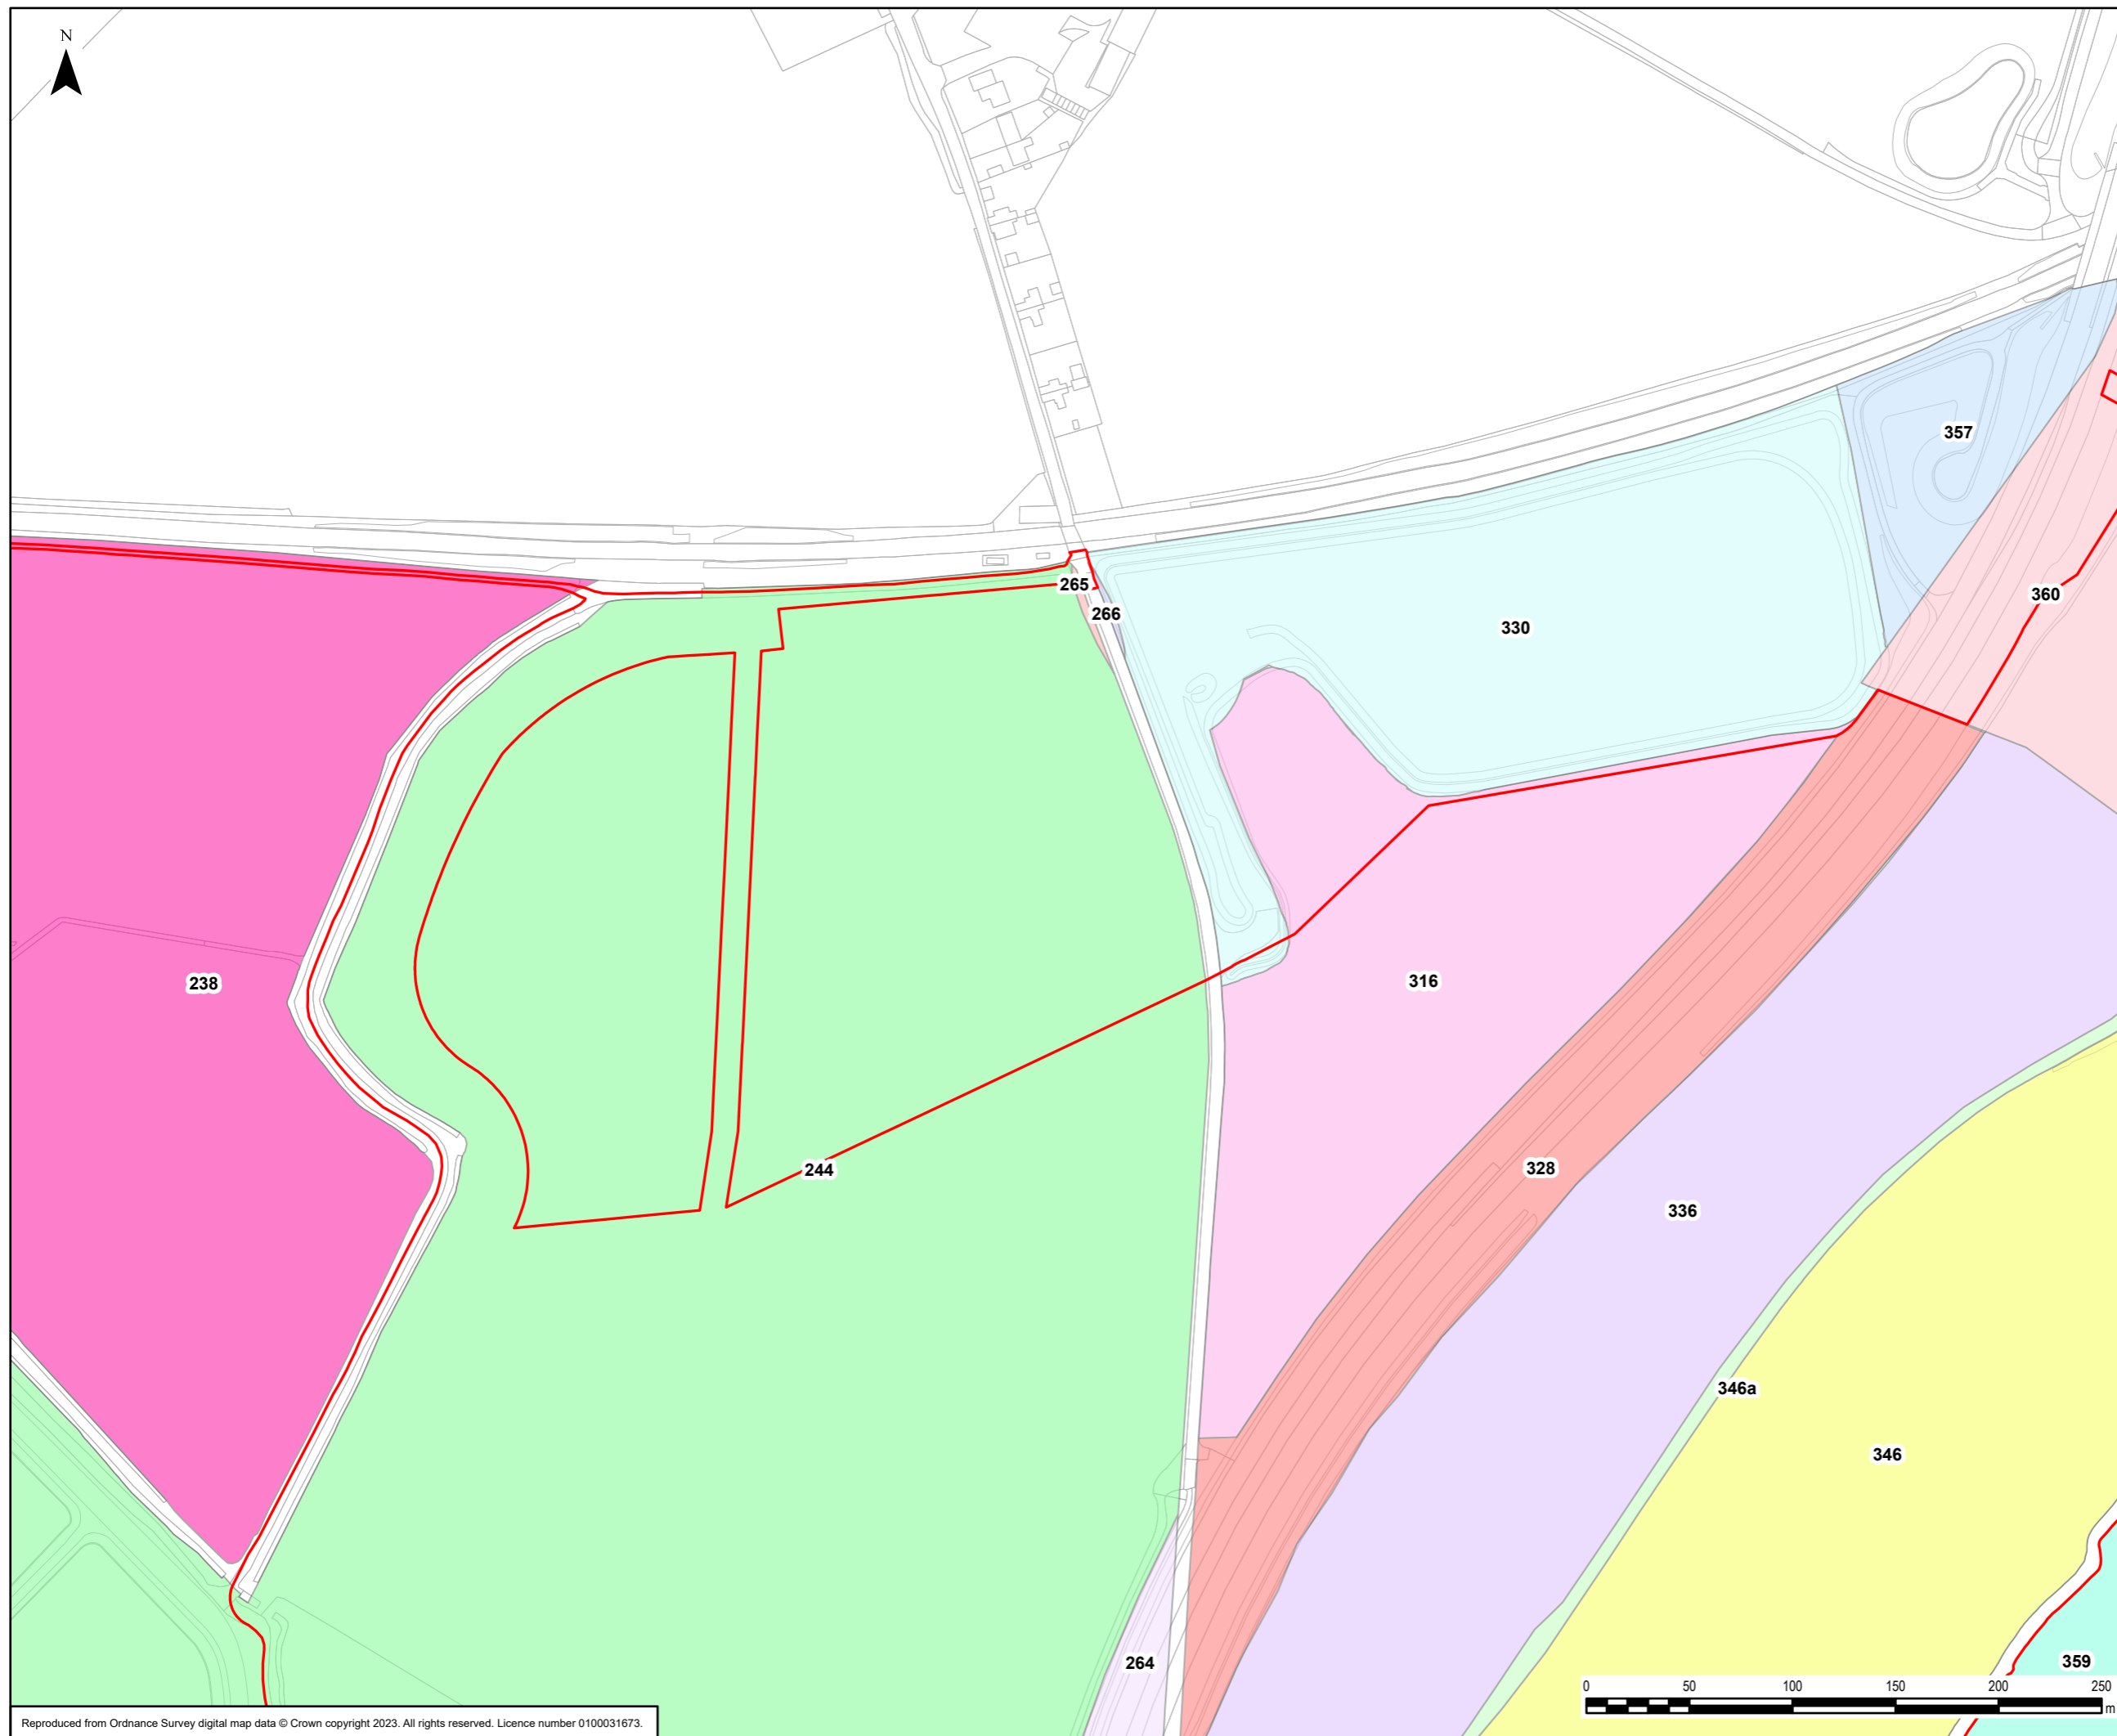 N
357
265
360
266
330
238
316
244
328
336
346a
346
264
359
0 50 100 150 200 250
m
Reproduced from Ordnance Survey digital map data © Crown copyright 2023. All rights reserved. Licence number 0100031673.